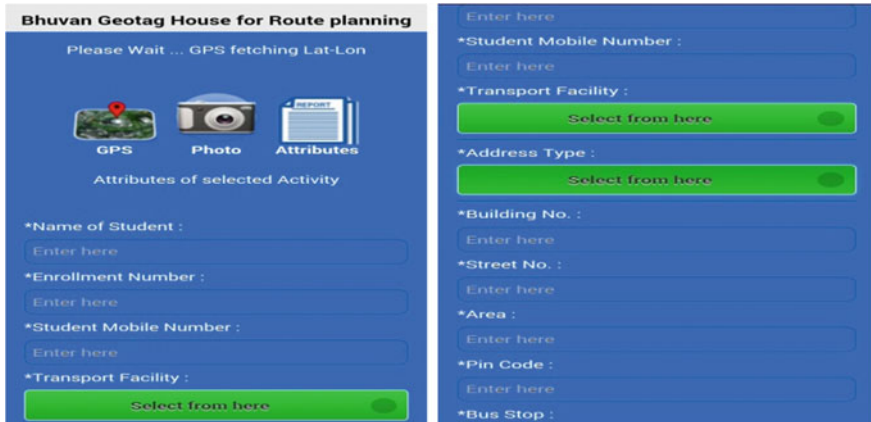 Bhuvan Geotag House for Route planning
Please Wait ... GPS fetching Lat-Lon
REPORT
GPS Photo Attributes
Attributes of selected Activity
*Name of Student :
Enter here
*Enrollment Number :
Enter here
*Student Mobile Number :
Enter here
*Transport Facility :
Select from here
Enter here
*Student Mobile Number :
Enter here
*Transport Facility :
Select from here
*Address Type :
Select from here
*Building No. :
Enter here
*Street No. :
Enter here
*Area :
Enter here
*Pin Code :
Enter here
*Bus Stop :